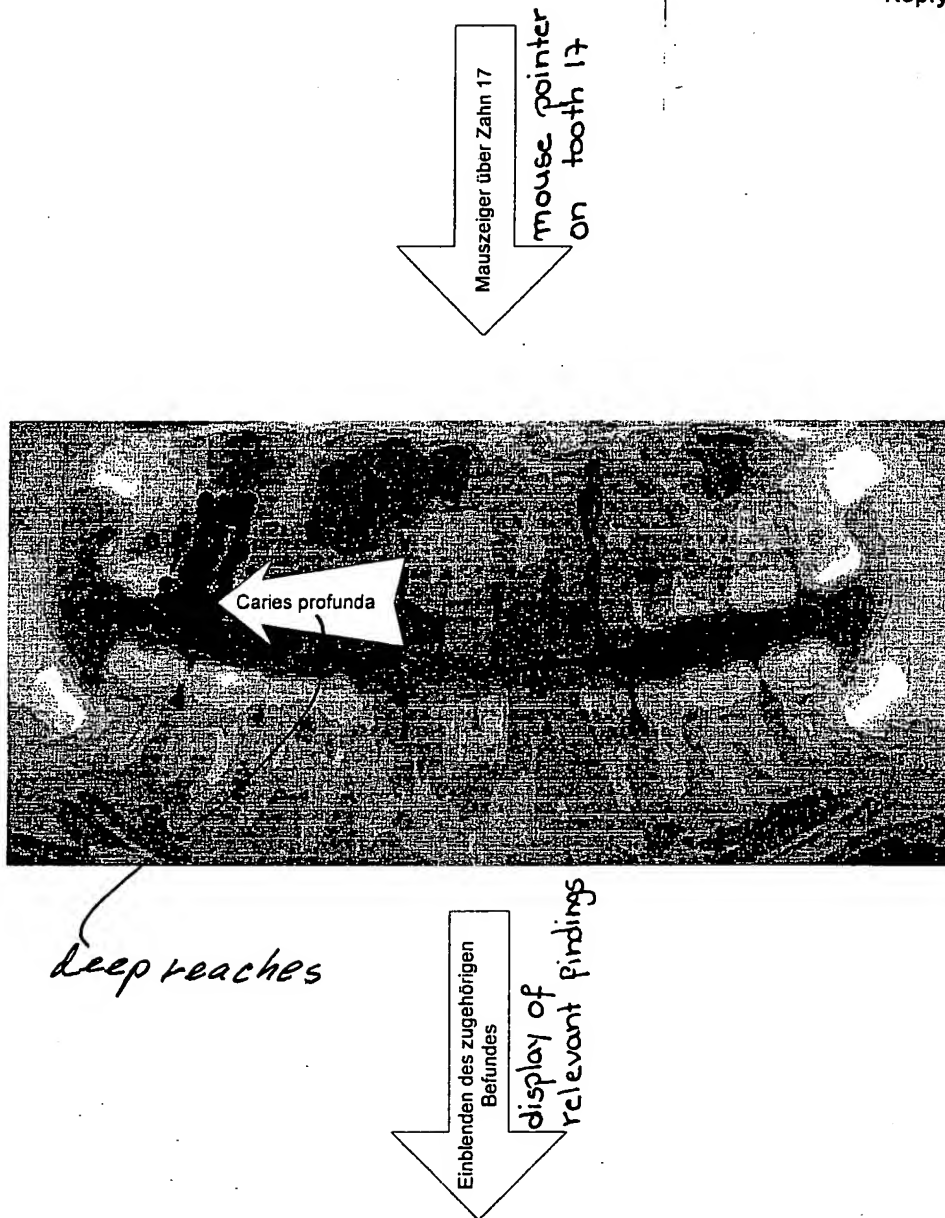 Mauszeiger über Zahn 17
mouse pointer
on tooth 17
Caries profunda
deep reaches
Einblenden des zugehörigen
Befundes
display of
relevant findings